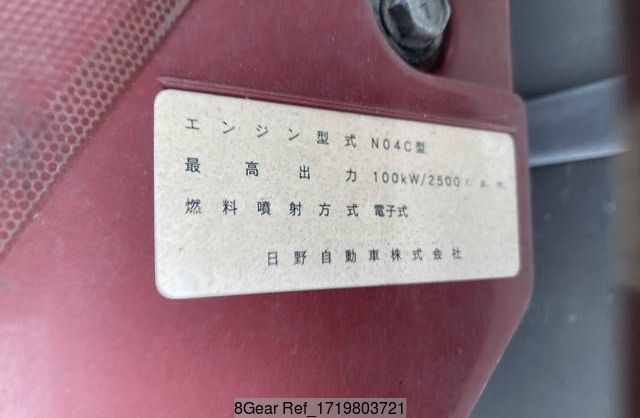 エンジン型式 N04C型
最高出力 100kW/2500 r.p.m.
燃料噴射方式 電子式
日野自動車株式会社
8Gear Ref_1719803721